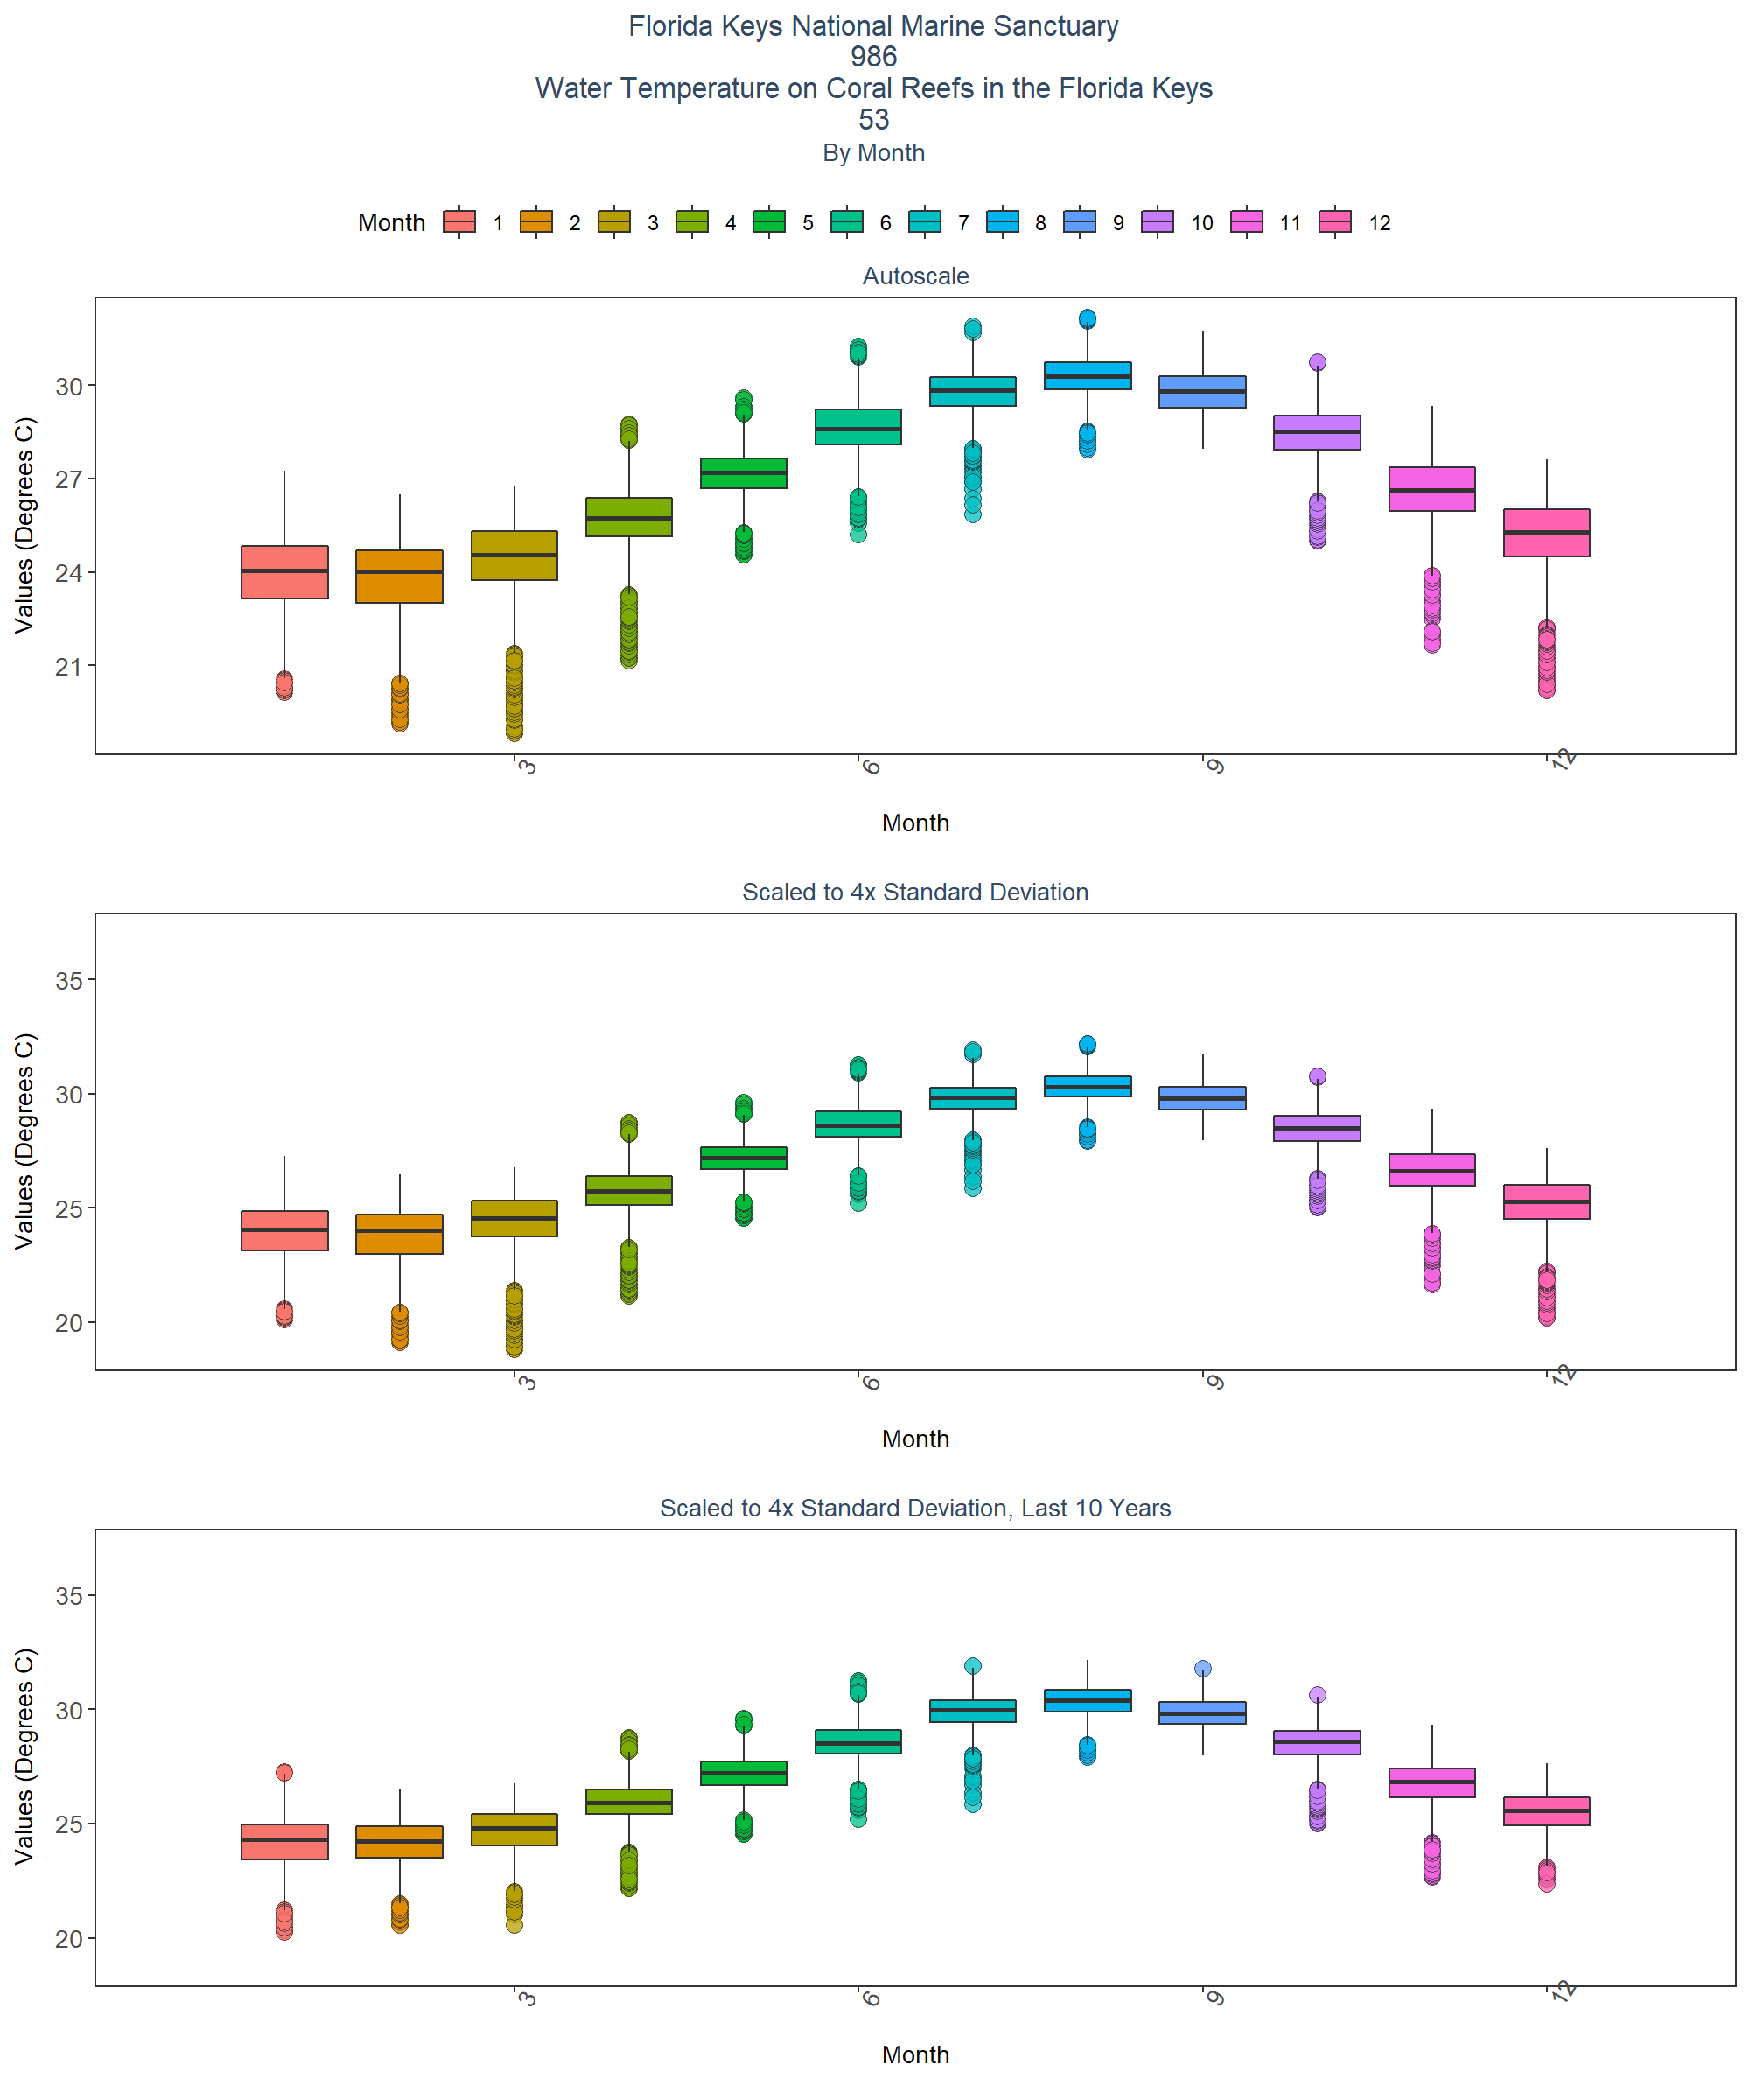 Florida Keys National Marine Sanctuary
986
Water Temperature on Coral Reefs in the Florida Keys
53
By Month
Month 1 2 3 4 5 6 7 8 9 10 11 12
Autoscale
Values (Degrees C)
30
27
24
21
3 6 9 12
Month
Scaled to 4x Standard Deviation
Values (Degrees C)
35
30
25
20
3 6 9 12
Month
Scaled to 4x Standard Deviation, Last 10 Years
Values (Degrees C)
35
30
25
20
3 6 9 12
Month